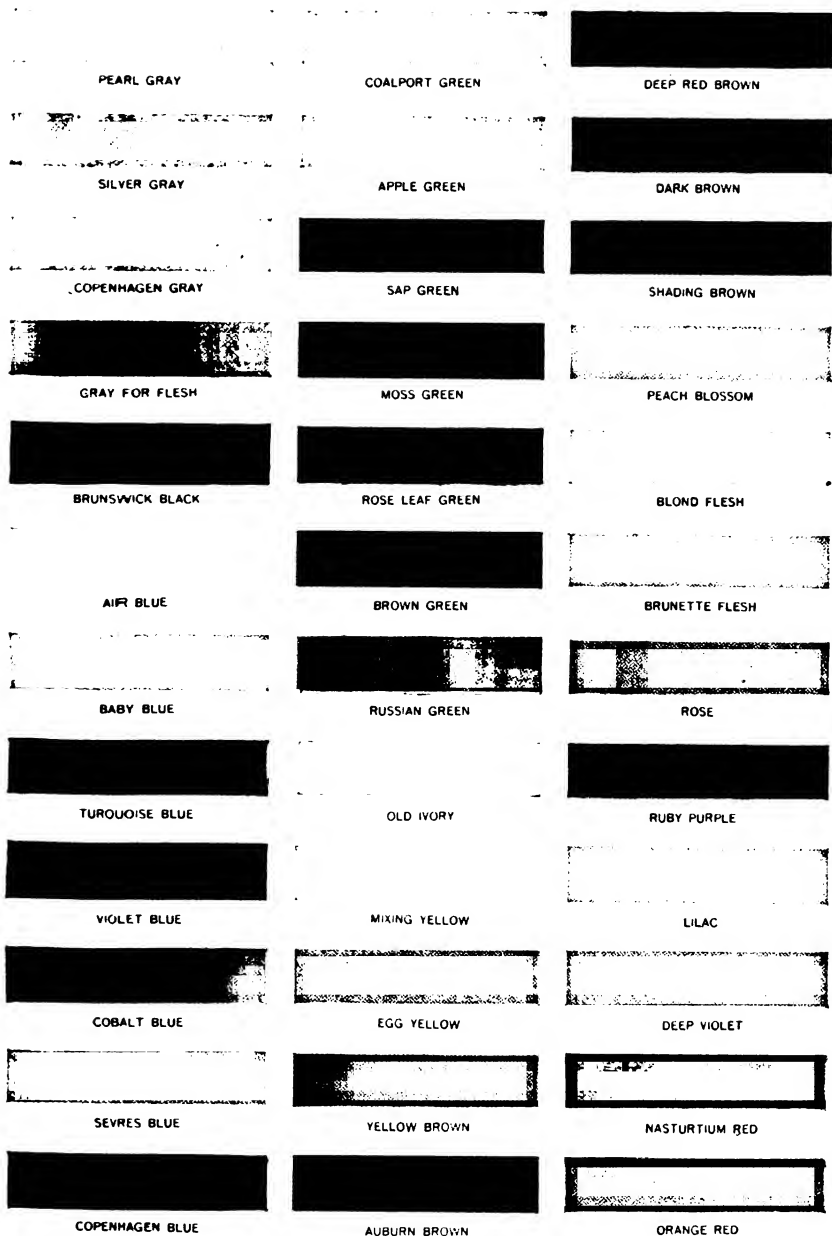 PEARL GRAY
COALPORT GREEN
DEEP RED BROWN
SILVER GRAY
APPLE GREEN
DARK BROWN
COPENHAGEN GRAY
SAP GREEN
SHADING BROWN
GRAY FOR FLESH
MOSS GREEN
PEACH BLOSSOM
BRUNSWICK BLACK
ROSE LEAF GREEN
BLOND FLESH
AIR BLUE
BROWN GREEN
BRUNETTE FLESH
BABY BLUE
RUSSIAN GREEN
ROSE
TURQUOISE BLUE
OLD IVORY
RUBY PURPLE
VIOLET BLUE
MIXING YELLOW
LILAC
COBALT BLUE
EGG YELLOW
DEEP VIOLET
SEVRES BLUE
YELLOW BROWN
NASTURTIUM RED
COPENHAGEN BLUE
AUBURN BROWN
ORANGE RED